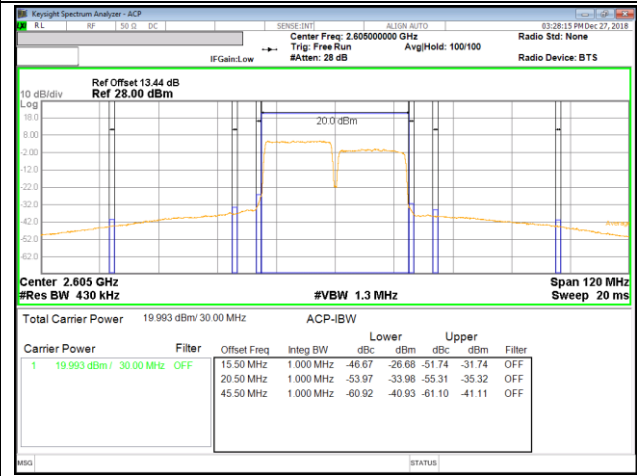 Keysight Spectrum Analyzer - ACP
RL RF 50 Ω DC SENSE:INT ALIGN AUTO 03:28:15 PM Dec 27, 2018
Center Freq: 2.605000000 GHz Radio Std: None
Trig: Free Run Avg|Hold: 100/100
IFGain:Low #Atten: 28 dB Radio Device: BTS
Ref Offset 13.44 dB
10 dB/div Ref 28.00 dBm
Log
18.0
8.00
-2.00
-12.0
-22.0
-32.0
-42.0
-52.0
-62.0
20.0 dBm
Average
Center 2.605 GHz Span 120 MHz
#Res BW 430 kHz #VBW 1.3 MHz Sweep 20 ms
Total Carrier Power 19.993 dBm/ 30.00 MHz ACP-IBW
Lower Upper
Carrier Power Filter Offset Freq Integ BW dBc dBm dBc dBm Filter
1 19.993 dBm / 30.00 MHz OFF 15.50 MHz 1.000 MHz -46.67 -26.68 -51.74 -31.74 OFF
20.50 MHz 1.000 MHz -53.97 -33.98 -55.31 -35.32 OFF
45.50 MHz 1.000 MHz -60.92 -40.93 -61.10 -41.11 OFF
MSG STATUS